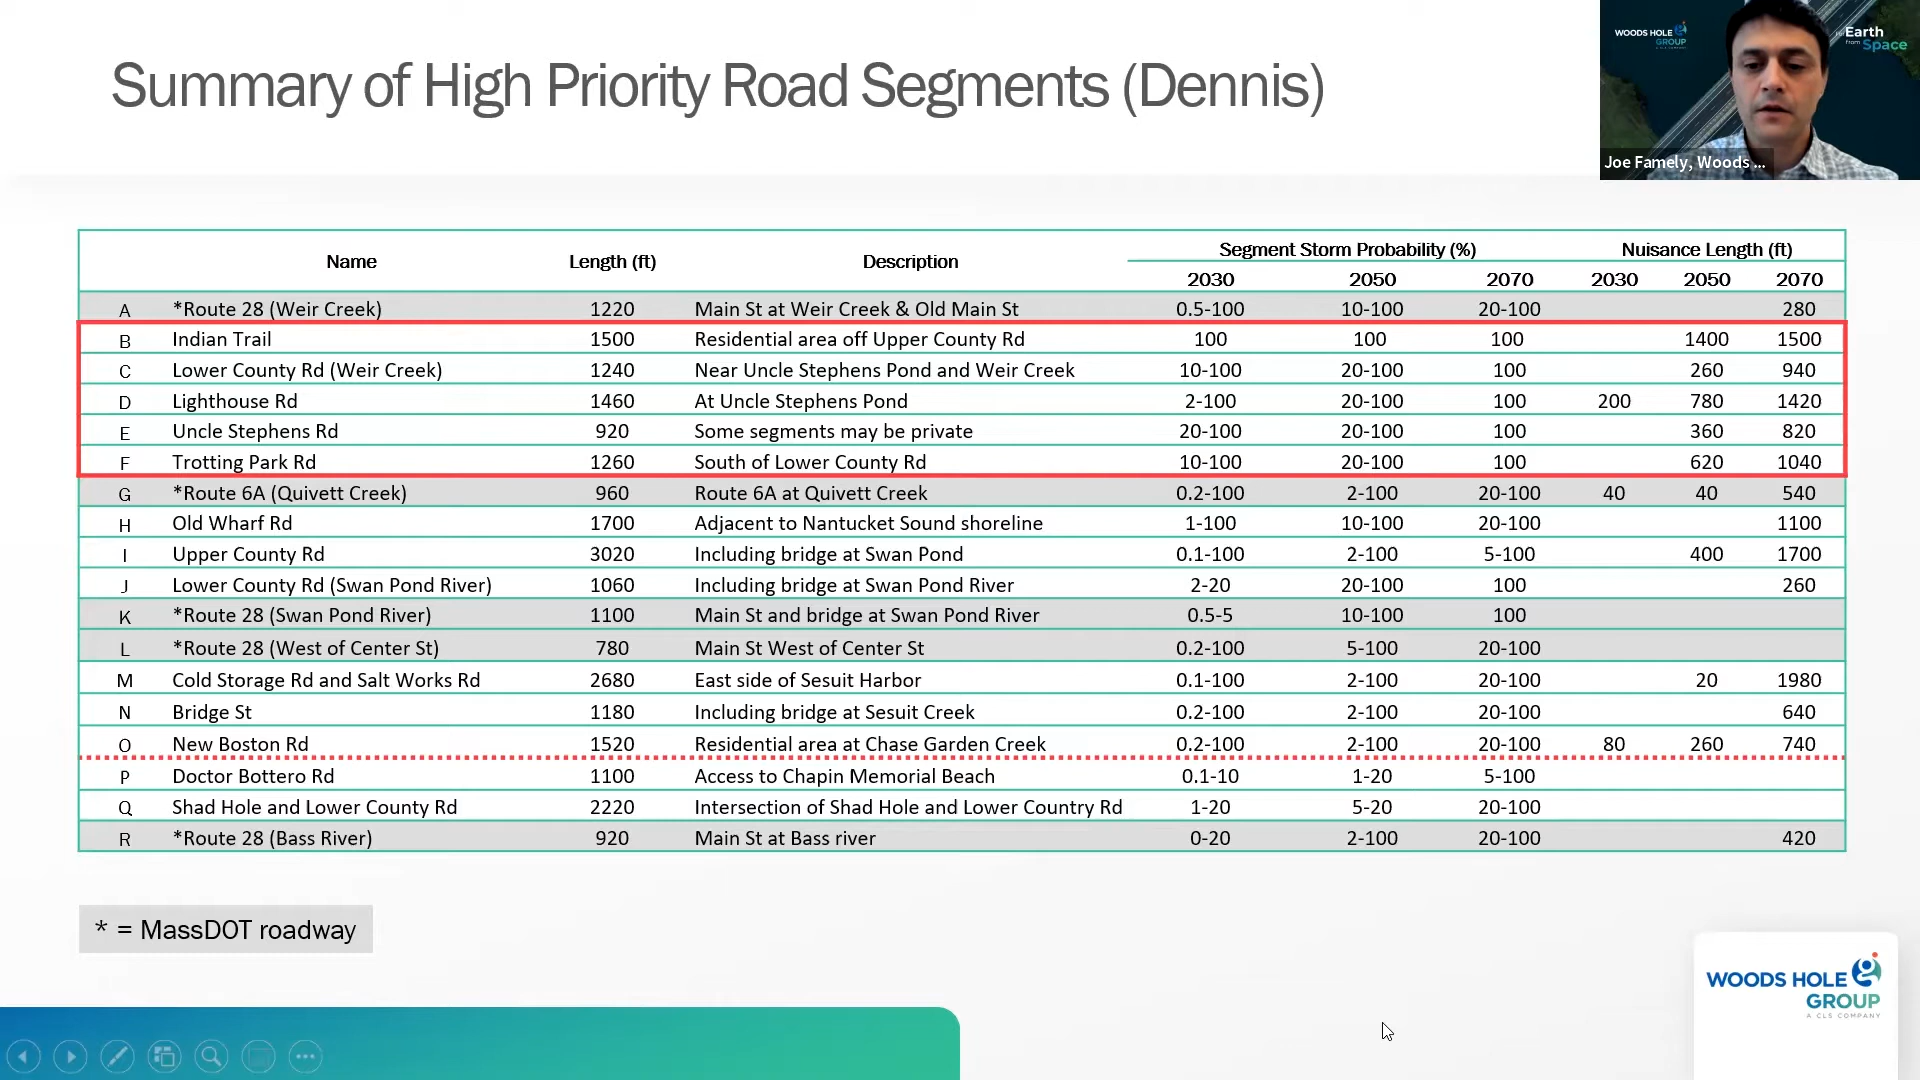 Summary of High Priority Road Segments (Dennis)
WOODS HOLE
GROUP
A CLS COMPANY
Earth
from Space
Joe Famely, Woods ...
Name Length (ft) Description Segment Storm Probability (%) Nuisance Length (ft)
2030 2050 2070 2030 2050 2070
A *Route 28 (Weir Creek) 1220 Main St at Weir Creek & Old Main St 0.5-100 10-100 20-100 280
B Indian Trail 1500 Residential area off Upper County Rd 100 100 100 1400 1500
C Lower County Rd (Weir Creek) 1240 Near Uncle Stephens Pond and Weir Creek 10-100 20-100 100 260 940
D Lighthouse Rd 1460 At Uncle Stephens Pond 2-100 20-100 100 200 780 1420
E Uncle Stephens Rd 920 Some segments may be private 20-100 20-100 100 360 820
F Trotting Park Rd 1260 South of Lower County Rd 10-100 20-100 100 620 1040
G *Route 6A (Quivett Creek) 960 Route 6A at Quivett Creek 0.2-100 2-100 20-100 40 40 540
H Old Wharf Rd 1700 Adjacent to Nantucket Sound shoreline 1-100 10-100 20-100 1100
I Upper County Rd 3020 Including bridge at Swan Pond 0.1-100 2-100 5-100 400 1700
J Lower County Rd (Swan Pond River) 1060 Including bridge at Swan Pond River 2-20 20-100 100 260
K *Route 28 (Swan Pond River) 1100 Main St and bridge at Swan Pond River 0.5-5 10-100 100
L *Route 28 (West of Center St) 780 Main St West of Center St 0.2-100 5-100 20-100
M Cold Storage Rd and Salt Works Rd 2680 East side of Sesuit Harbor 0.1-100 2-100 20-100 20 1980
N Bridge St 1180 Including bridge at Sesuit Creek 0.2-100 2-100 20-100 640
O New Boston Rd 1520 Residential area at Chase Garden Creek 0.2-100 2-100 20-100 80 260 740
P Doctor Bottero Rd 1100 Access to Chapin Memorial Beach 0.1-10 1-20 5-100
Q Shad Hole and Lower County Rd 2220 Intersection of Shad Hole and Lower Country Rd 1-20 5-20 20-100
R *Route 28 (Bass River) 920 Main St at Bass river 0-20 2-100 20-100 420
* = MassDOT roadway
WOODS HOLE
GROUP
A CLS COMPANY